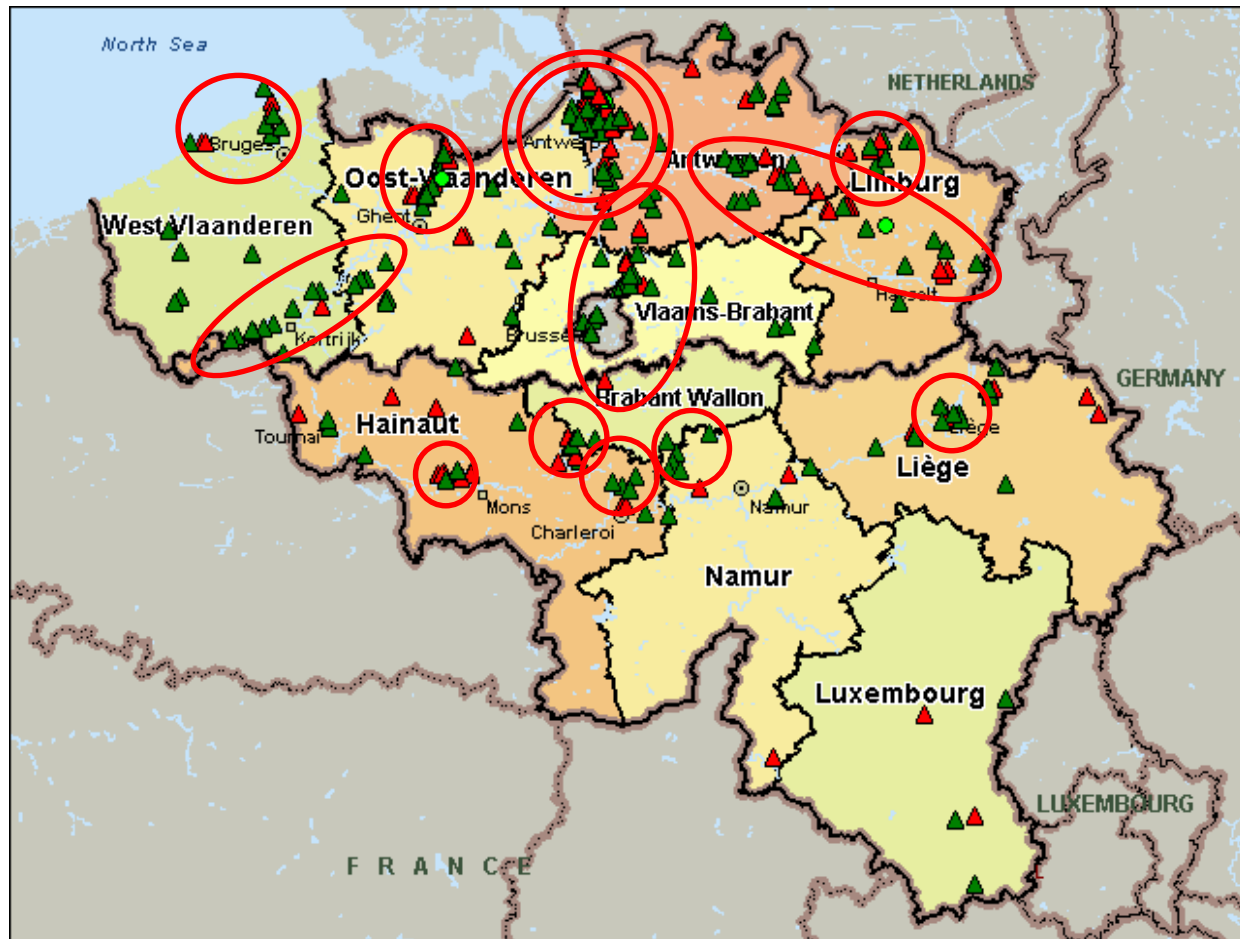 North Sea
NETHERLANDS
Bruges
Antwerp
Antwerpen
Oost-Vlaanderen
Limburg
West Vlaanderen
Ghent
Hasselt
Vlaams-Brabant
Kortrijk
Brussel
GERMANY
Brabant Wallon
Hainaut
Tournai
Liège
Liège
Mons
Namur
Charleroi
Namur
Luxembourg
LUXEMBOURG
FRANCE